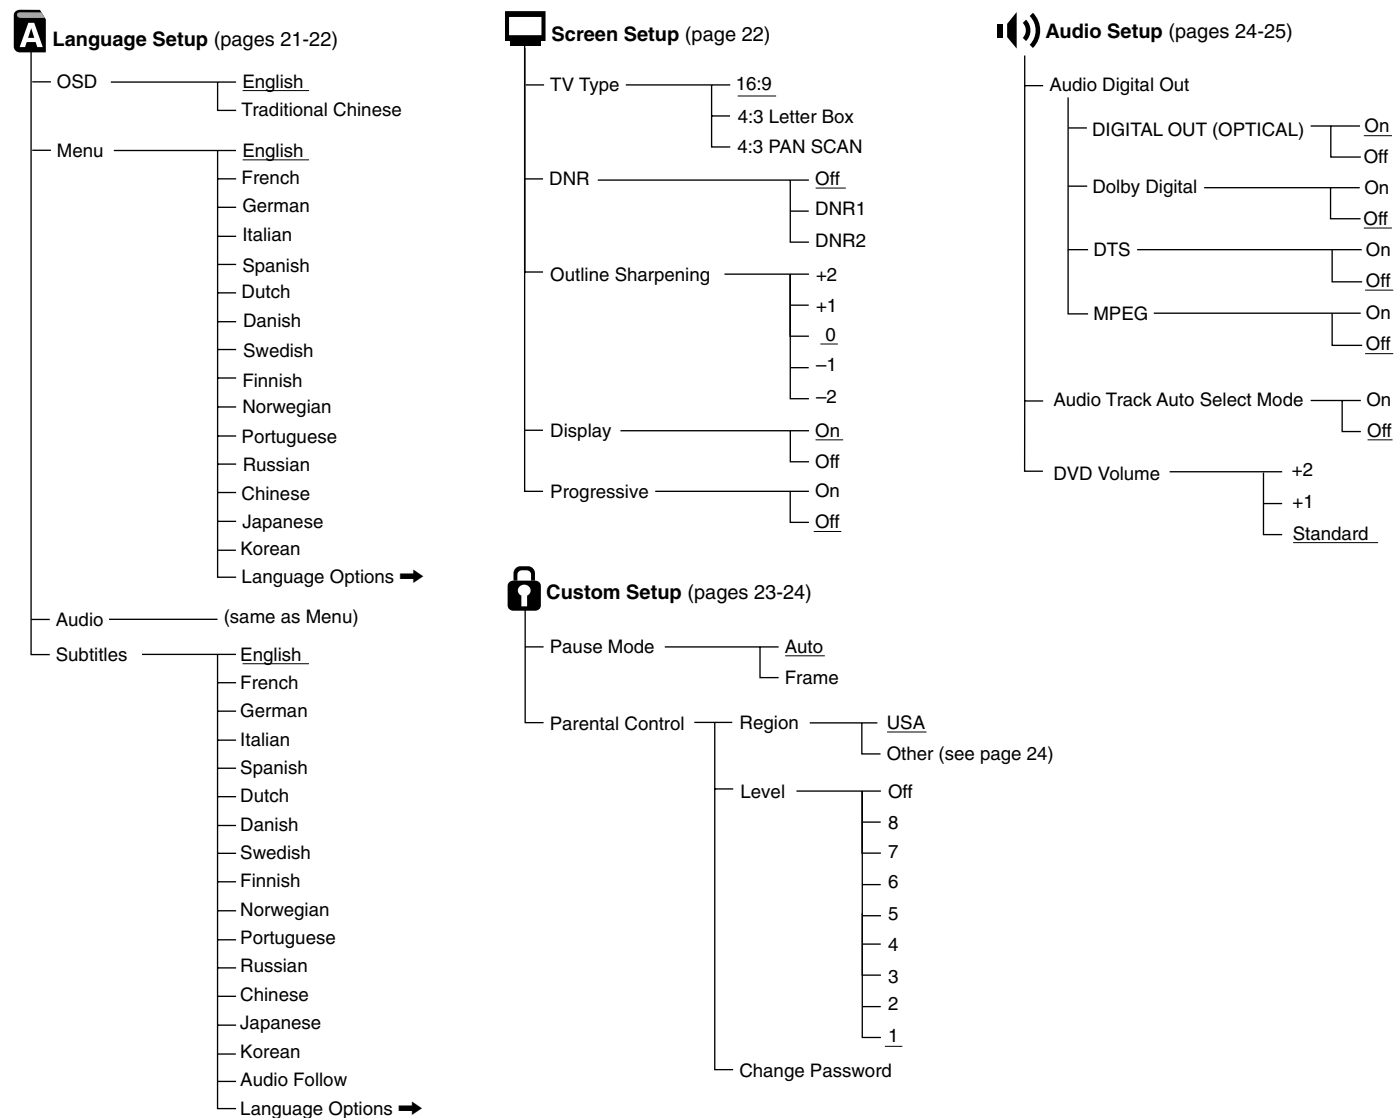 A Language Setup (pages 21-22)
OSD
English
Traditional Chinese
Menu
English
French
German
Italian
Spanish
Dutch
Danish
Swedish
Finnish
Norwegian
Portuguese
Russian
Chinese
Japanese
Korean
Language Options ➡
Audio
(same as Menu)
Subtitles
English
French
German
Italian
Spanish
Dutch
Danish
Swedish
Finnish
Norwegian
Portuguese
Russian
Chinese
Japanese
Korean
Audio Follow
Language Options ➡
Screen Setup (page 22)
TV Type
16:9
4:3 Letter Box
4:3 PAN SCAN
DNR
Off
DNR1
DNR2
Outline Sharpening
+2
+1
0
–1
–2
Display
On
Off
Progressive
On
Off
Custom Setup (pages 23-24)
Pause Mode
Auto
Frame
Parental Control
Region
USA
Other (see page 24)
Level
Off
8
7
6
5
4
3
2
1
Change Password
Audio Setup (pages 24-25)
Audio Digital Out
DIGITAL OUT (OPTICAL)
On
Off
Dolby Digital
On
Off
DTS
On
Off
MPEG
On
Off
Audio Track Auto Select Mode
On
Off
DVD Volume
+2
+1
Standard